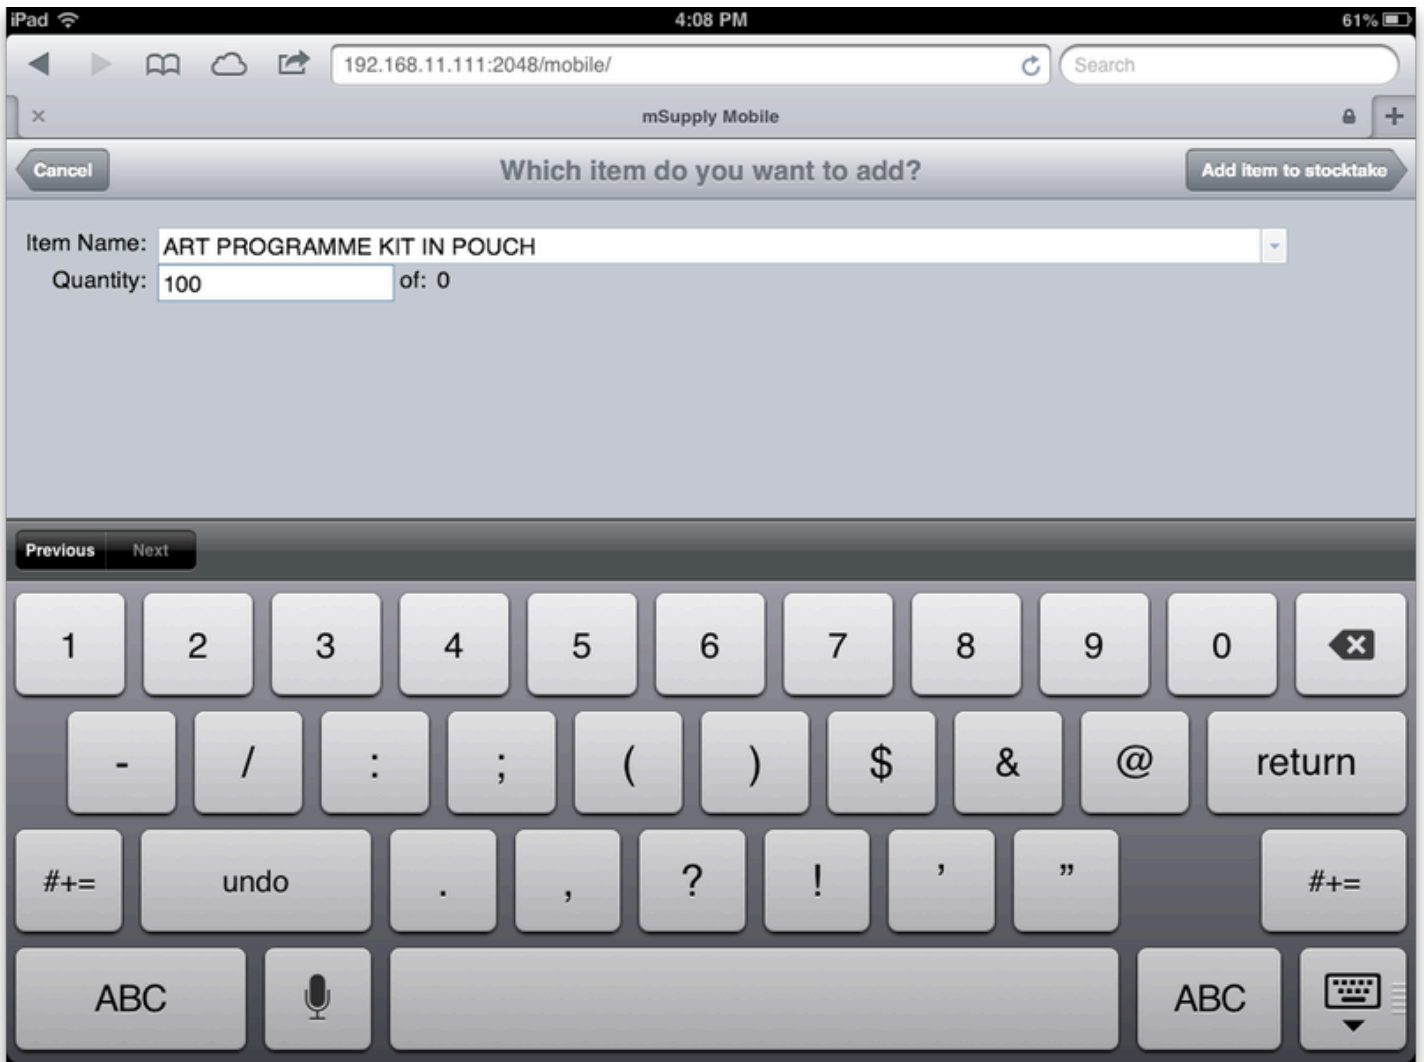 iPad 4:08 PM 61%
192.168.11.111:2048/mobile/ Search
mSupply Mobile
Cancel Which item do you want to add? Add item to stocktake
Item Name: ART PROGRAMME KIT IN POUCH
Quantity: 100 of: 0
Previous Next
1 2 3 4 5 6 7 8 9 0
- / : ; ( ) $ & @ return
#+= undo . , ? ! ’ ” #+=
ABC ABC